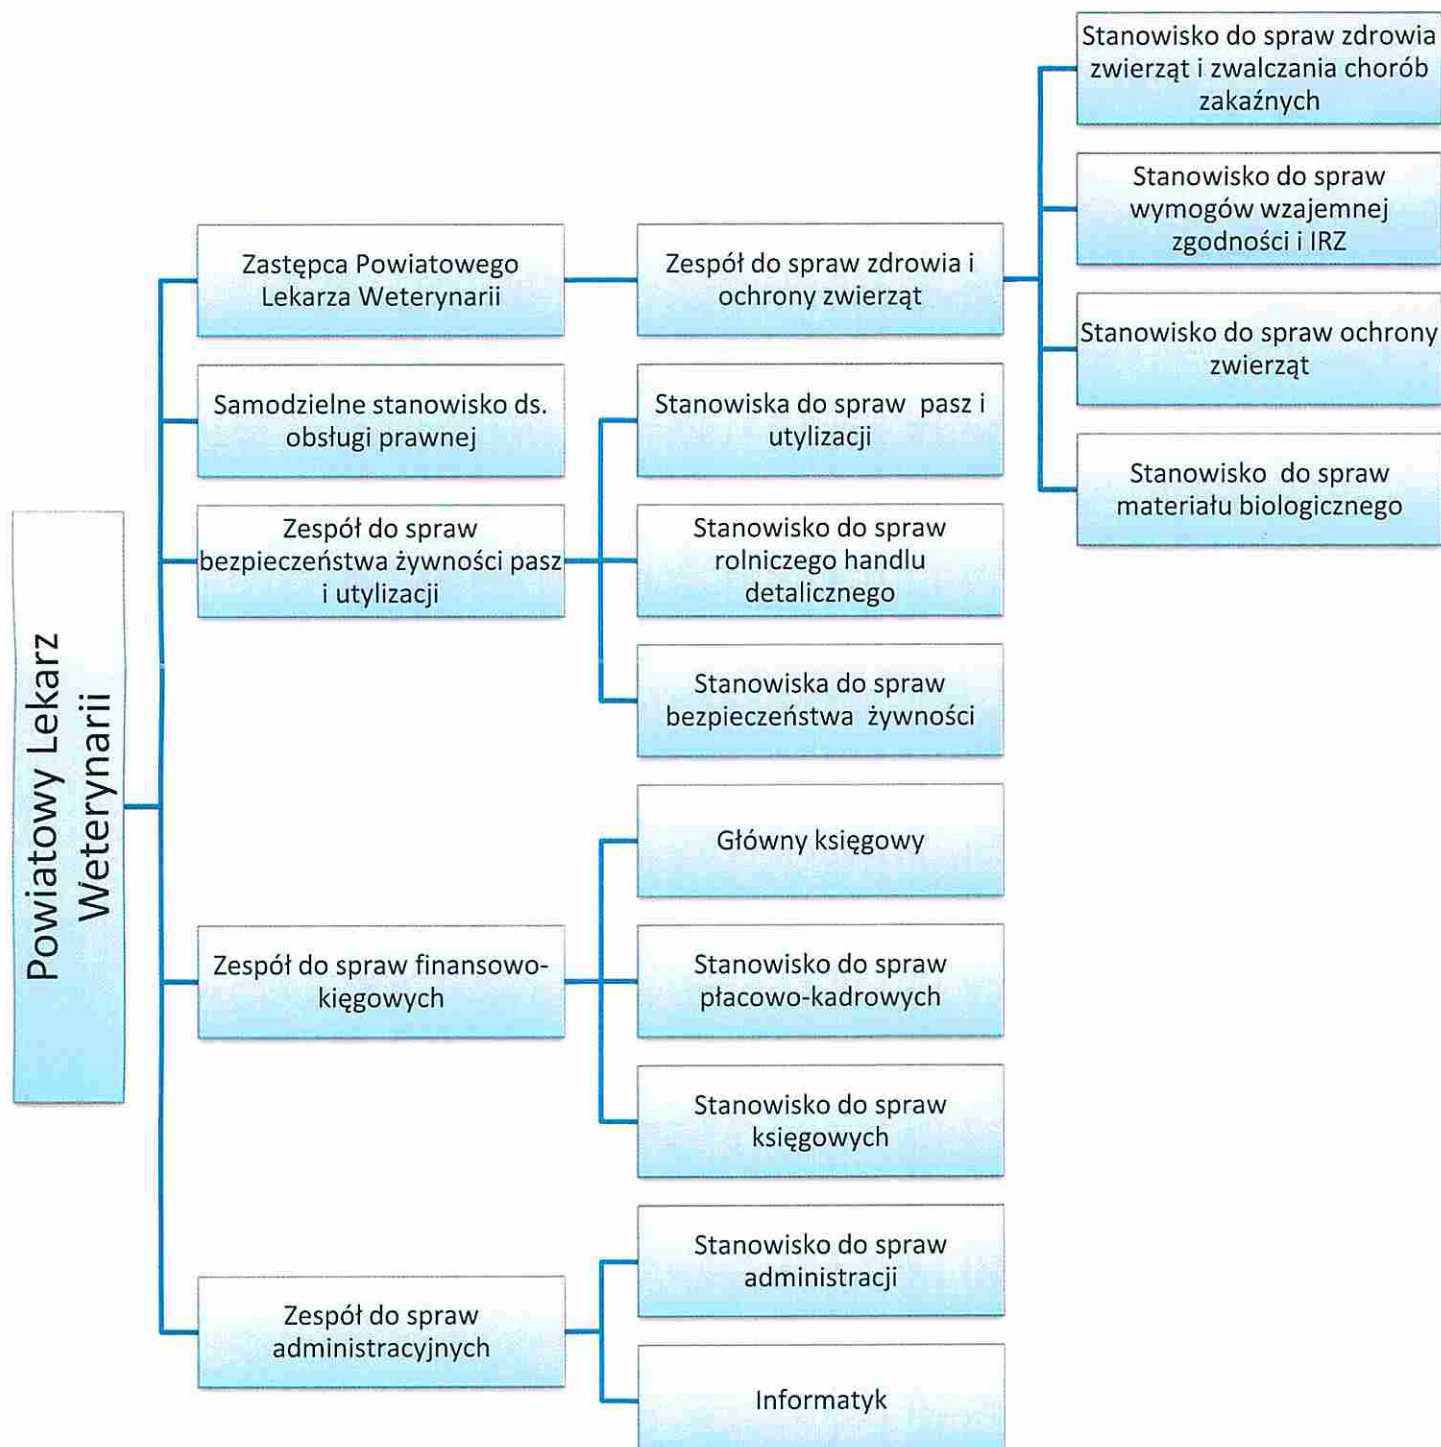 Powiatowy Lekarz
Weterynarii
Zastępca Powiatowego
Lekarza Weterynarii
Zespół do spraw zdrowia i
ochrony zwierząt
Stanowisko do spraw zdrowia
zwierząt i zwalczania chorób
zakaźnych
Stanowisko do spraw
wymogów wzajemnej
zgodności i IRZ
Stanowisko do spraw ochrony
zwierząt
Stanowisko do spraw
materiału biologicznego
Samodzielne stanowisko ds.
obsługi prawnej
Zespół do spraw
bezpieczeństwa żywności pasz
i utylizacji
Stanowiska do spraw pasz i
utylizacji
Stanowisko do spraw
rolniczego handlu
detalicznego
Stanowiska do spraw
bezpieczeństwa żywności
Zespół do spraw finansowo-
kięgowych
Główny księgowy
Stanowisko do spraw
płacowo-kadrowych
Stanowisko do spraw
księgowych
Zespół do spraw
administracyjnych
Stanowisko do spraw
administracji
Informatyk